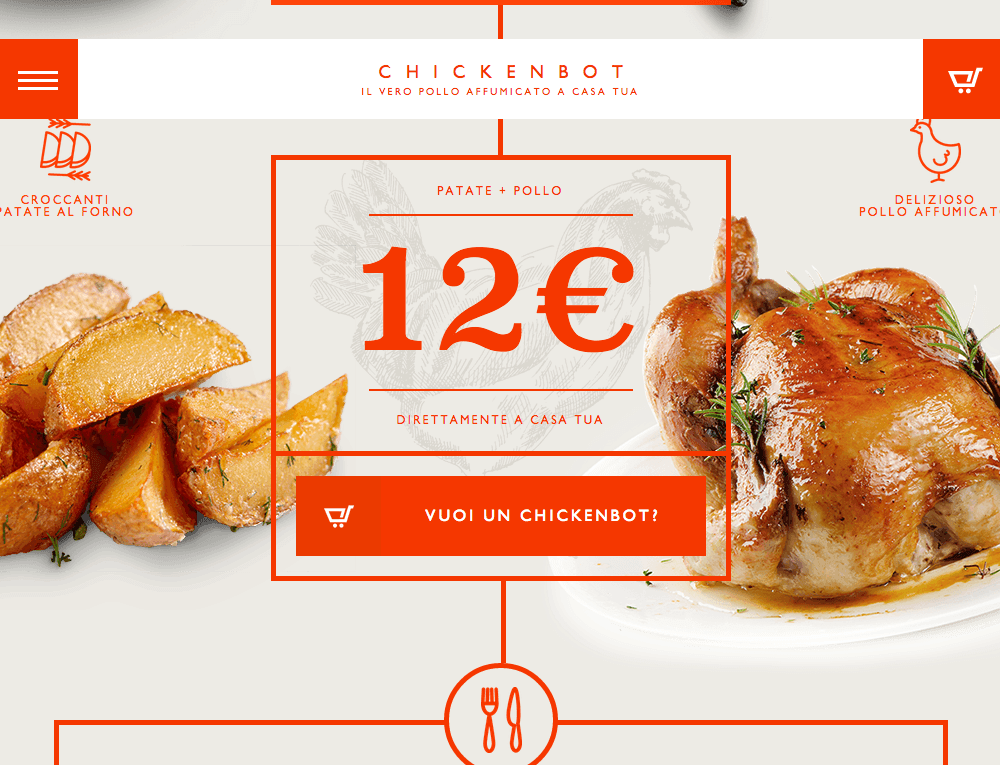 CHICKENBOT
IL VERO POLLO AFFUMICATO A CASA TUA
CROCCANTI
PATATE AL FORNO
DELIZIOSO
POLLO AFFUMICATO
PATATE + POLLO
12€
DIRETTAMENTE A CASA TUA
VUOI UN CHICKENBOT?